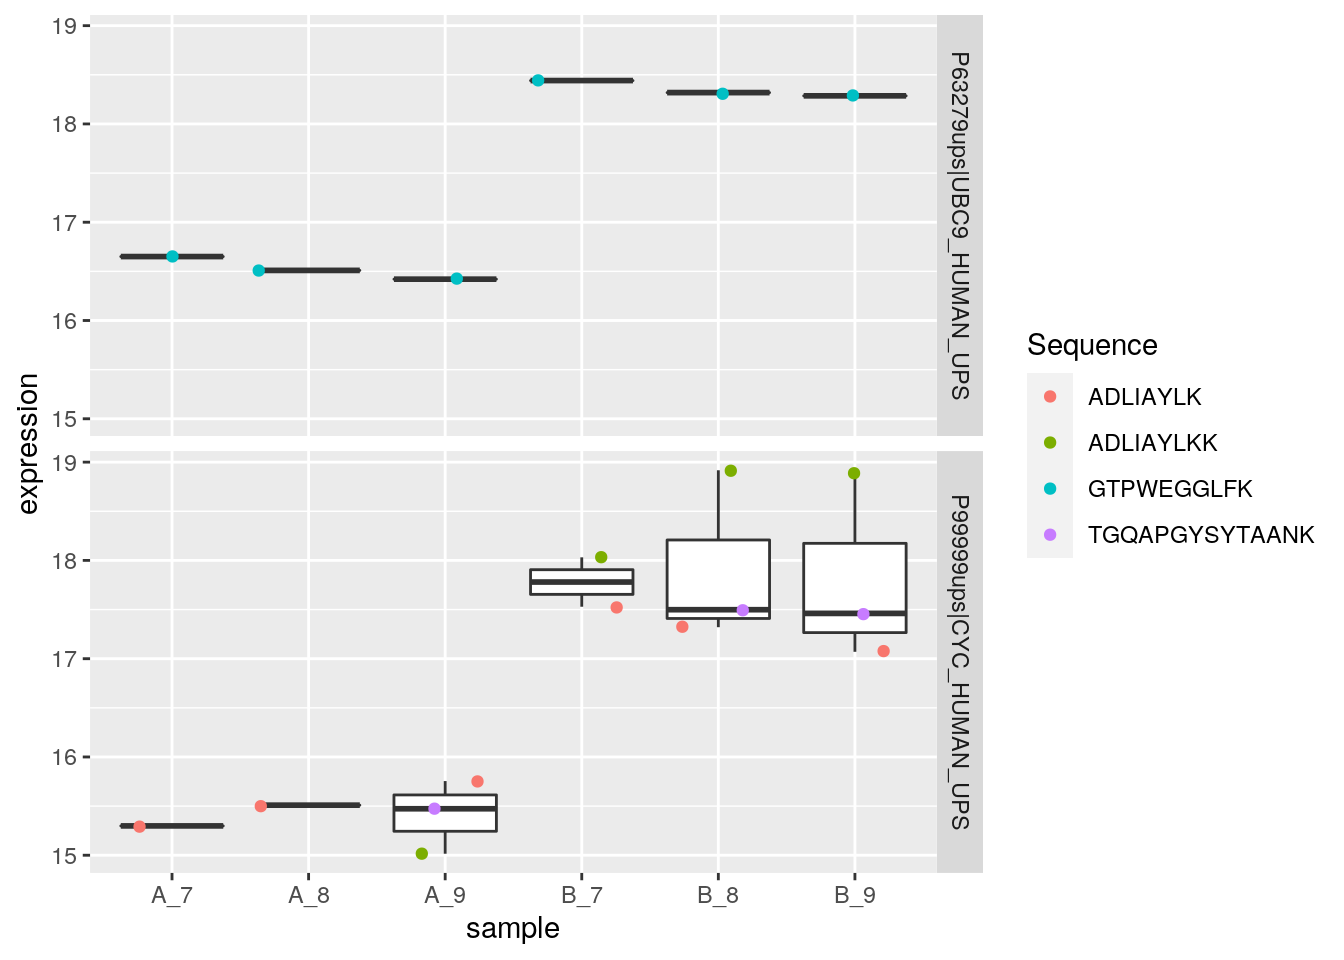 19
18
17
16
15
P63279ups|UBC9_HUMAN_UPS
19
18
17
16
15
P99999ups|CYC_HUMAN_UPS
expression
A_7 A_8 A_9 B_7 B_8 B_9
sample
Sequence
ADLIAYLK
ADLIAYLKK
GTPWEGGLFK
TGQAPGYSYTAANK